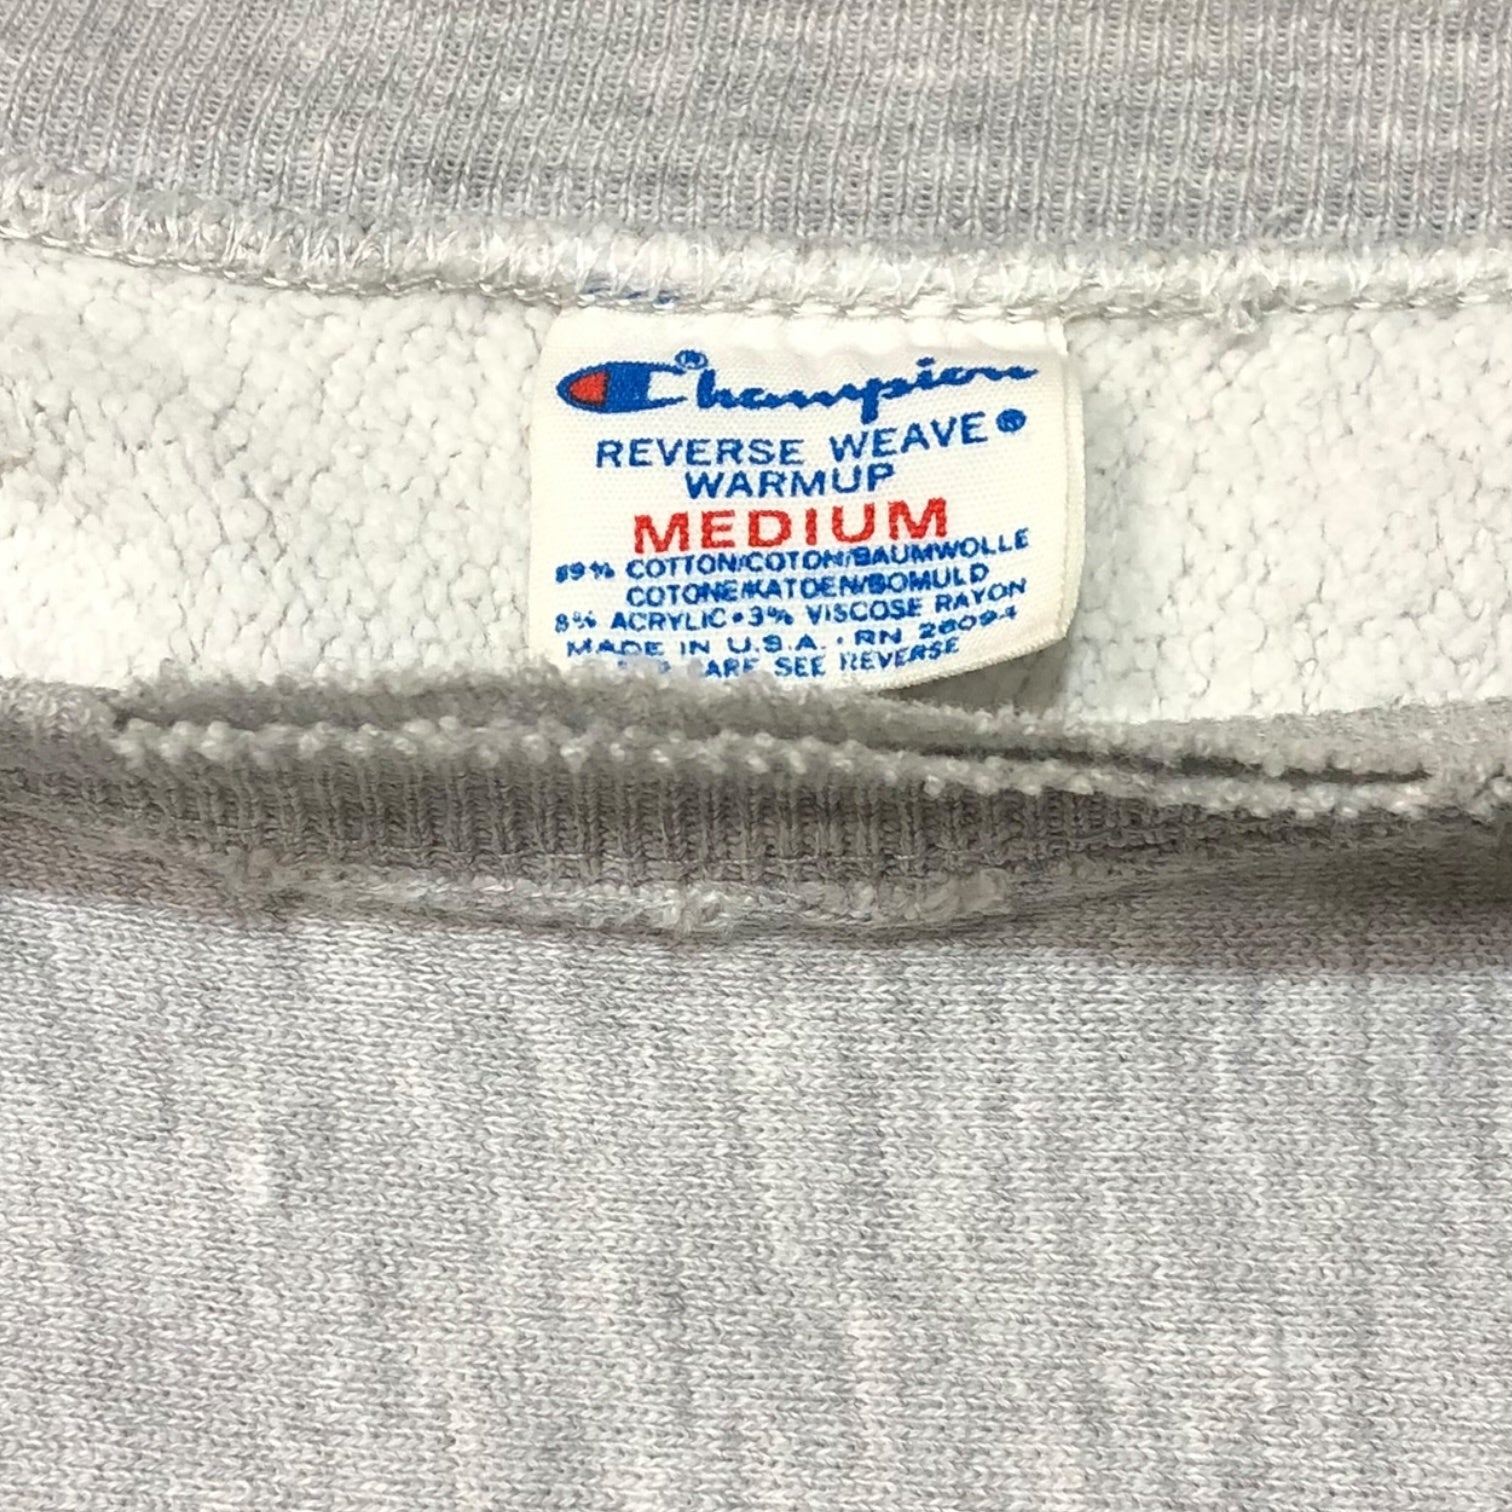 Champion®
REVERSE WEAVE®
WARMUP
MEDIUM
89% COTTON/COTON/BAUMWOLLE
COTONE/KATOEN/BOMULD
8% ACRYLIC•3% VISCOSE RAYON
MADE IN U.S.A. • RN 26094
SEE REVERSE